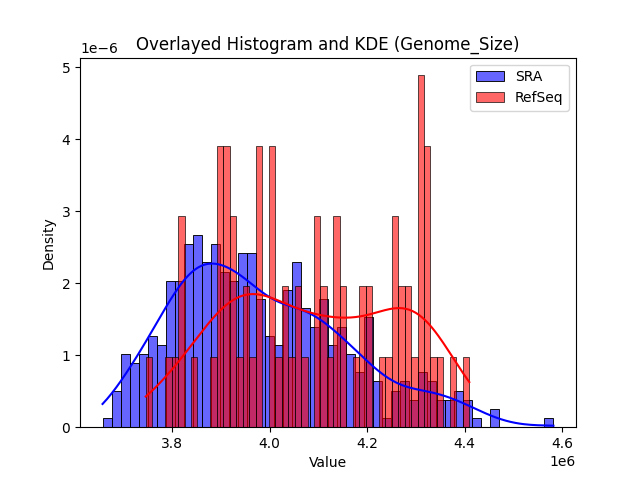 Overlayed Histogram and KDE (Genome_Size)
1e−6
SRA
RefSeq
5
4
3
2
1
0
Density
3.8 4.0 4.2 4.4 4.6
1e6
Value